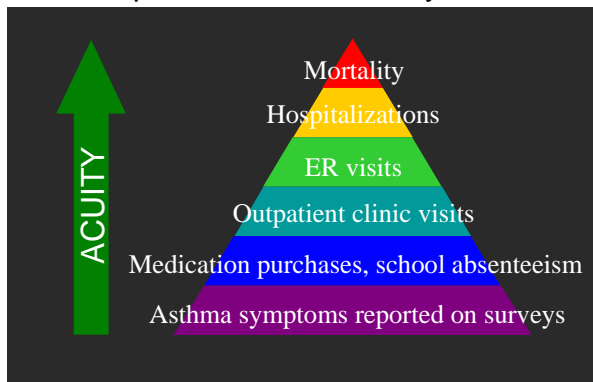 Mortality
Hospitalizations
ER visits
Outpatient clinic visits
Medication purchases, school absenteeism
Asthma symptoms reported on surveys
ACUITY